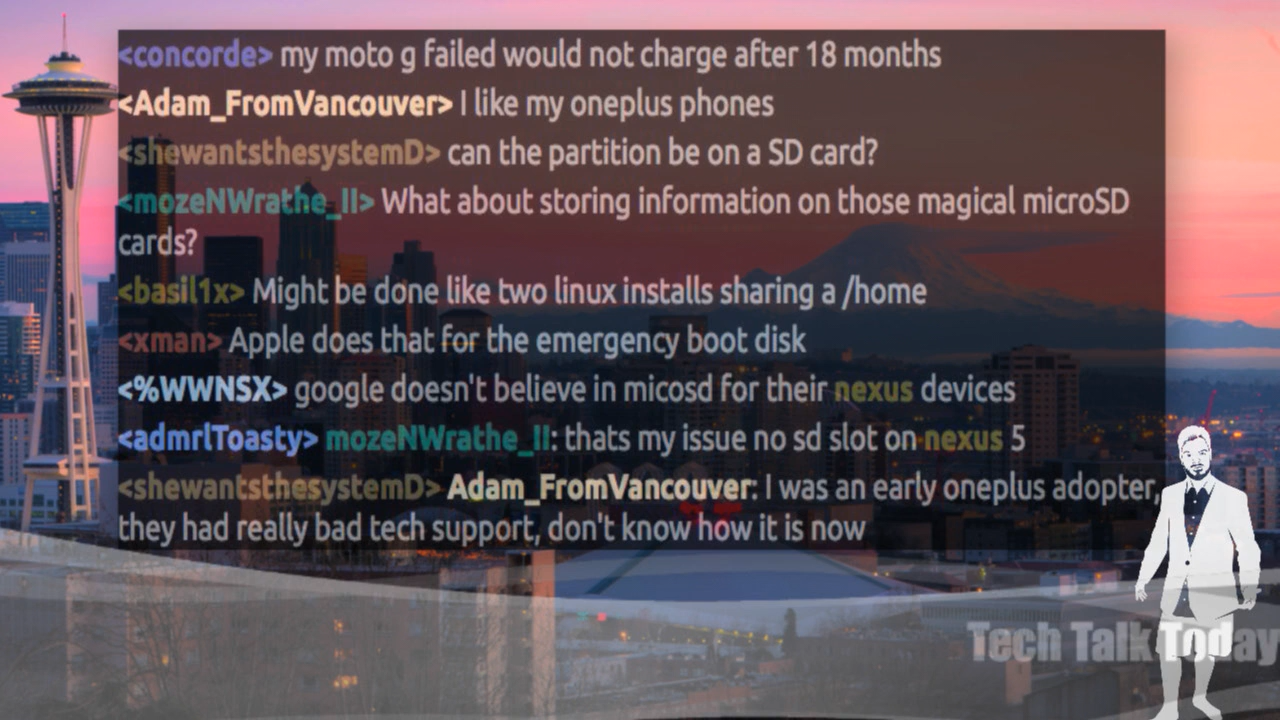 <concorde> my moto g failed would not charge after 18 months
<Adam_FromVancouver> I like my oneplus phones
<shewantsthesystemD> can the partition be on a SD card?
<mozeNWrathe_II> What about storing information on those magical microSD
cards?
<basil1x> Might be done like two linux installs sharing a /home
<xman> Apple does that for the emergency boot disk
<%WWNSX> google doesn't believe in micosd for their nexus devices
<admrlToasty> mozeNWrathe_II: thats my issue no sd slot on nexus 5
<shewantsthesystemD> Adam_FromVancouver: I was an early oneplus adopter,
they had really bad tech support, don't know how it is now
Tech Talk Today